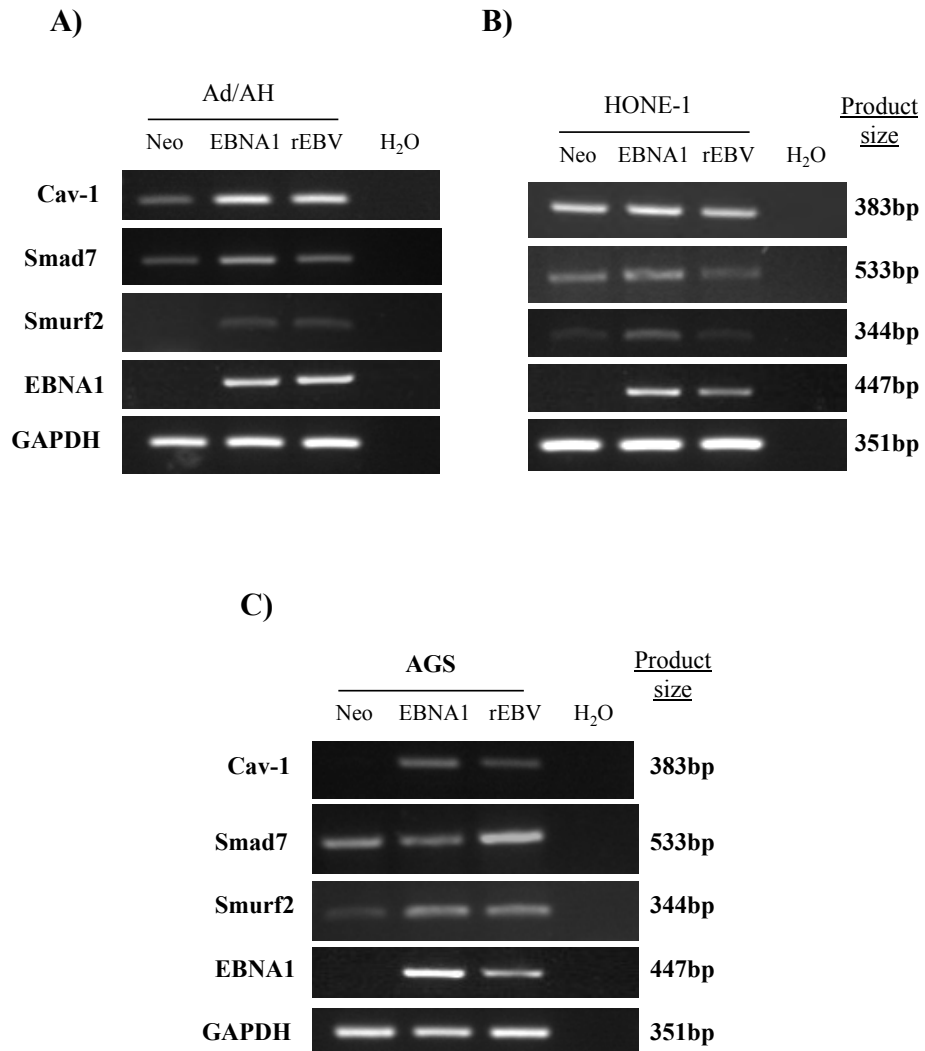 A)
Ad/AH
Neo EBNA1 rEBV H₂O
Cav-1
Smad7
Smurf2
EBNA1
GAPDH
B)
HONE-1
Product
size
Neo EBNA1 rEBV H₂O
383bp
533bp
344bp
447bp
351bp
C)
AGS
Product
size
Neo EBNA1 rEBV H₂O
Cav-1 383bp
Smad7 533bp
Smurf2 344bp
EBNA1 447bp
GAPDH 351bp